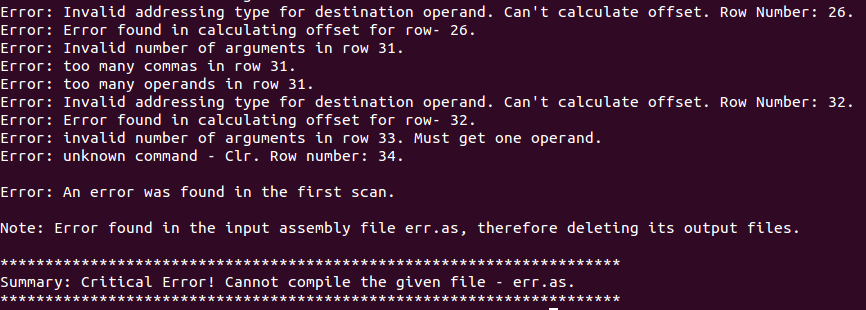 Error: Invalid addressing type for destination operand. Can't calculate offset. Row Number: 26.
Error: Error found in calculating offset for row- 26.
Error: Invalid number of arguments in row 31.
Error: too many commas in row 31.
Error: too many operands in row 31.
Error: Invalid addressing type for destination operand. Can't calculate offset. Row Number: 32.
Error: Error found in calculating offset for row- 32.
Error: invalid number of arguments in row 33. Must get one operand.
Error: unknown command - Clr. Row number: 34.
Error: An error was found in the first scan.
Note: Error found in the input assembly file err.as, therefore deleting its output files.
*********************************************************************
Summary: Critical Error! Cannot compile the given file - err.as.
*********************************************************************